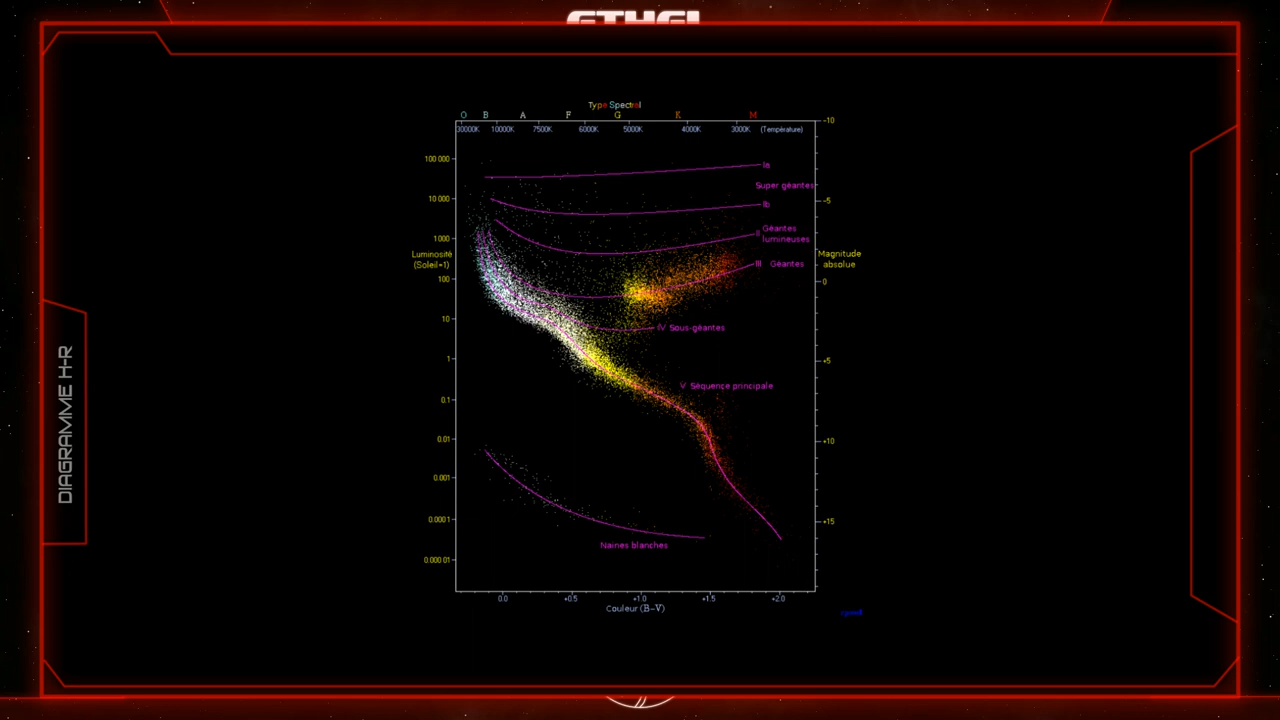 Type Spectral
O B A F G K M
30000K 10000K 7500K 6000K 5000K 4000K 3000K (Température)
-10
100 000
Ia
Super géantes
10 000
-5
Ib
Géantes
lumineuses
II
1000
Luminosité
(Soleil=1)
Magnitude
absolue
III Géantes
100
0
10
IV Sous-géantes
1
+5
V Séquence principale
0.1
0.01
+10
0.001
0.0001
+15
Naines blanches
0.000 01
0.0 +0.5 +1.0 +1.5 +2.0
Couleur (B-V)
DIAGRAMME H-R